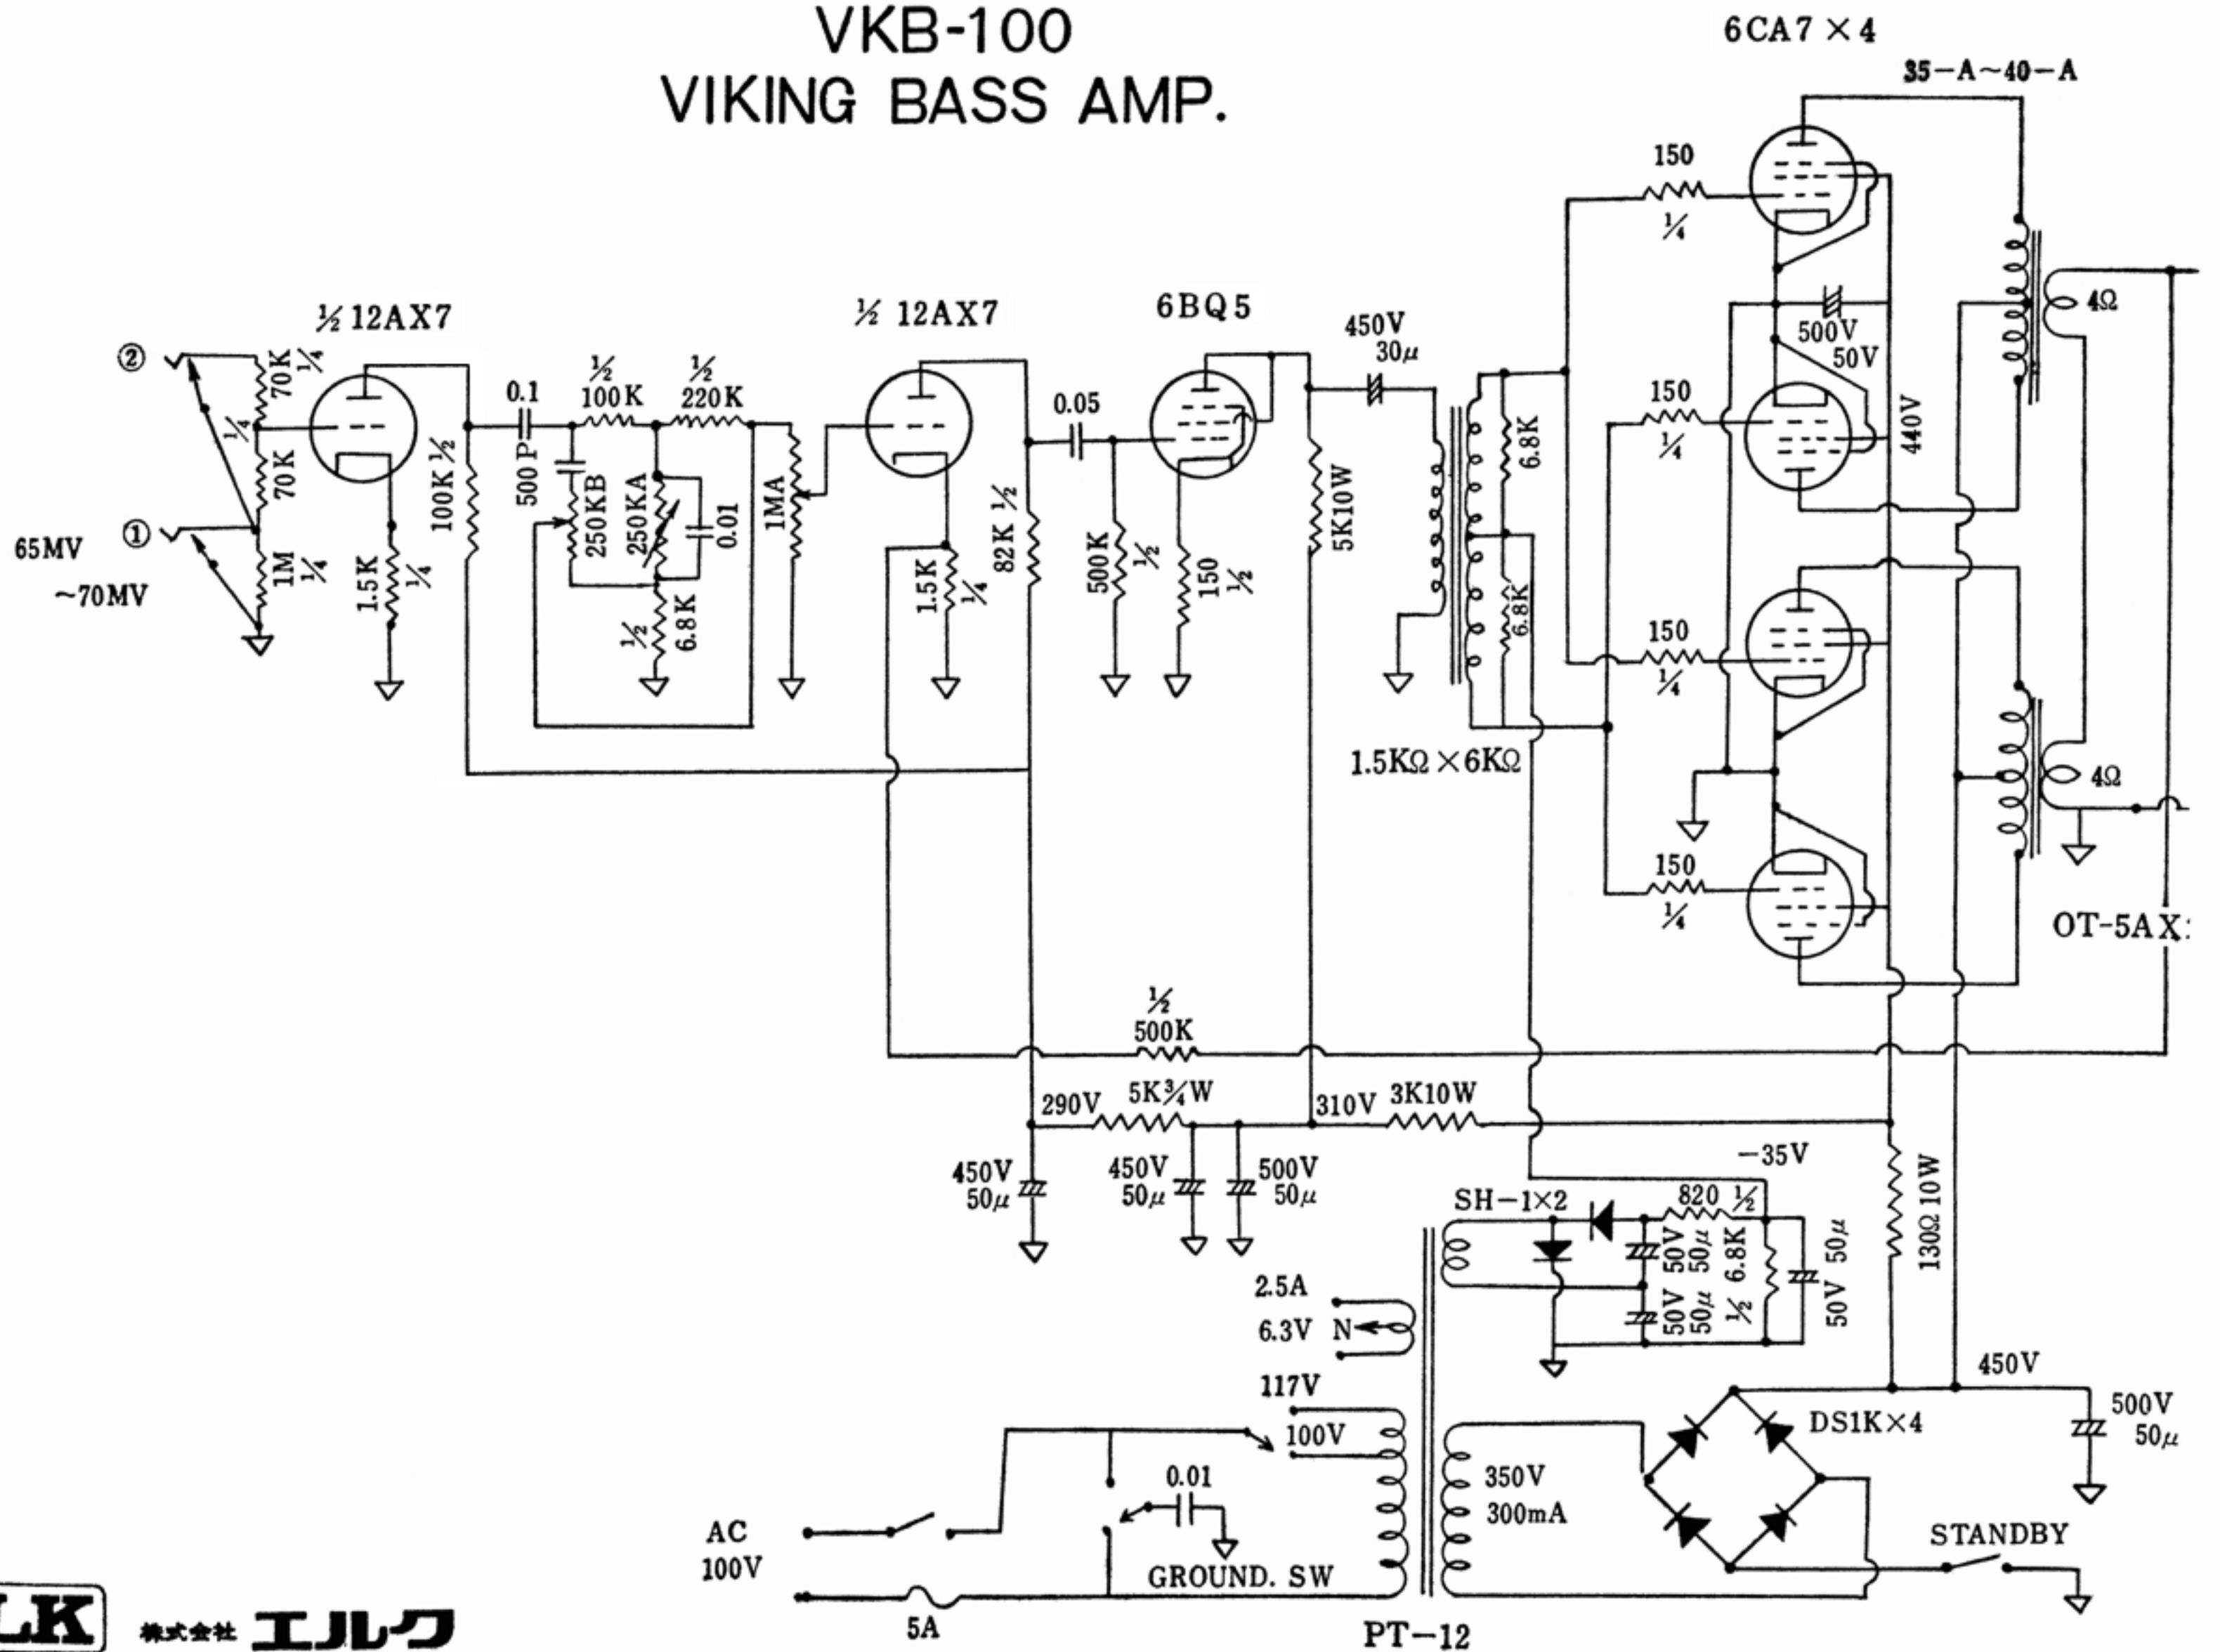 VKB-100
VIKING BASS AMP.
6CA7×4
35-A~40-A
½ 12AX7
½ 12AX7
6BQ5
②
70K ¼
¼
70K
①
65MV
~70MV
1M ¼
1.5K ¼
100K ½
0.1
500P
250KB
½
100K
½
220K
250KA
0.01
½
6.8K
1MA
1.5K ¼
82K ½
0.05
500K ½
150 ½
5K10W
450V
30μ
6.8K
6.8K
1.5KΩ×6KΩ
150
¼
150
¼
150
¼
150
¼
500V
50V
440V
4Ω
4Ω
OT-5AX
½
500K
290V
5K¾W
310V
3K10W
450V
50μ
450V
50μ
500V
50μ
-35V
SH-1×2
820 ½
50V
50μ
50V
50μ
6.8K
½
50V 50μ
130Ω10W
2.5A
6.3V
N
117V
100V
450V
DS1K×4
500V
50μ
350V
300mA
STANDBY
AC
100V
0.01
GROUND. SW
5A
PT-12
LK
株式会社 エルク